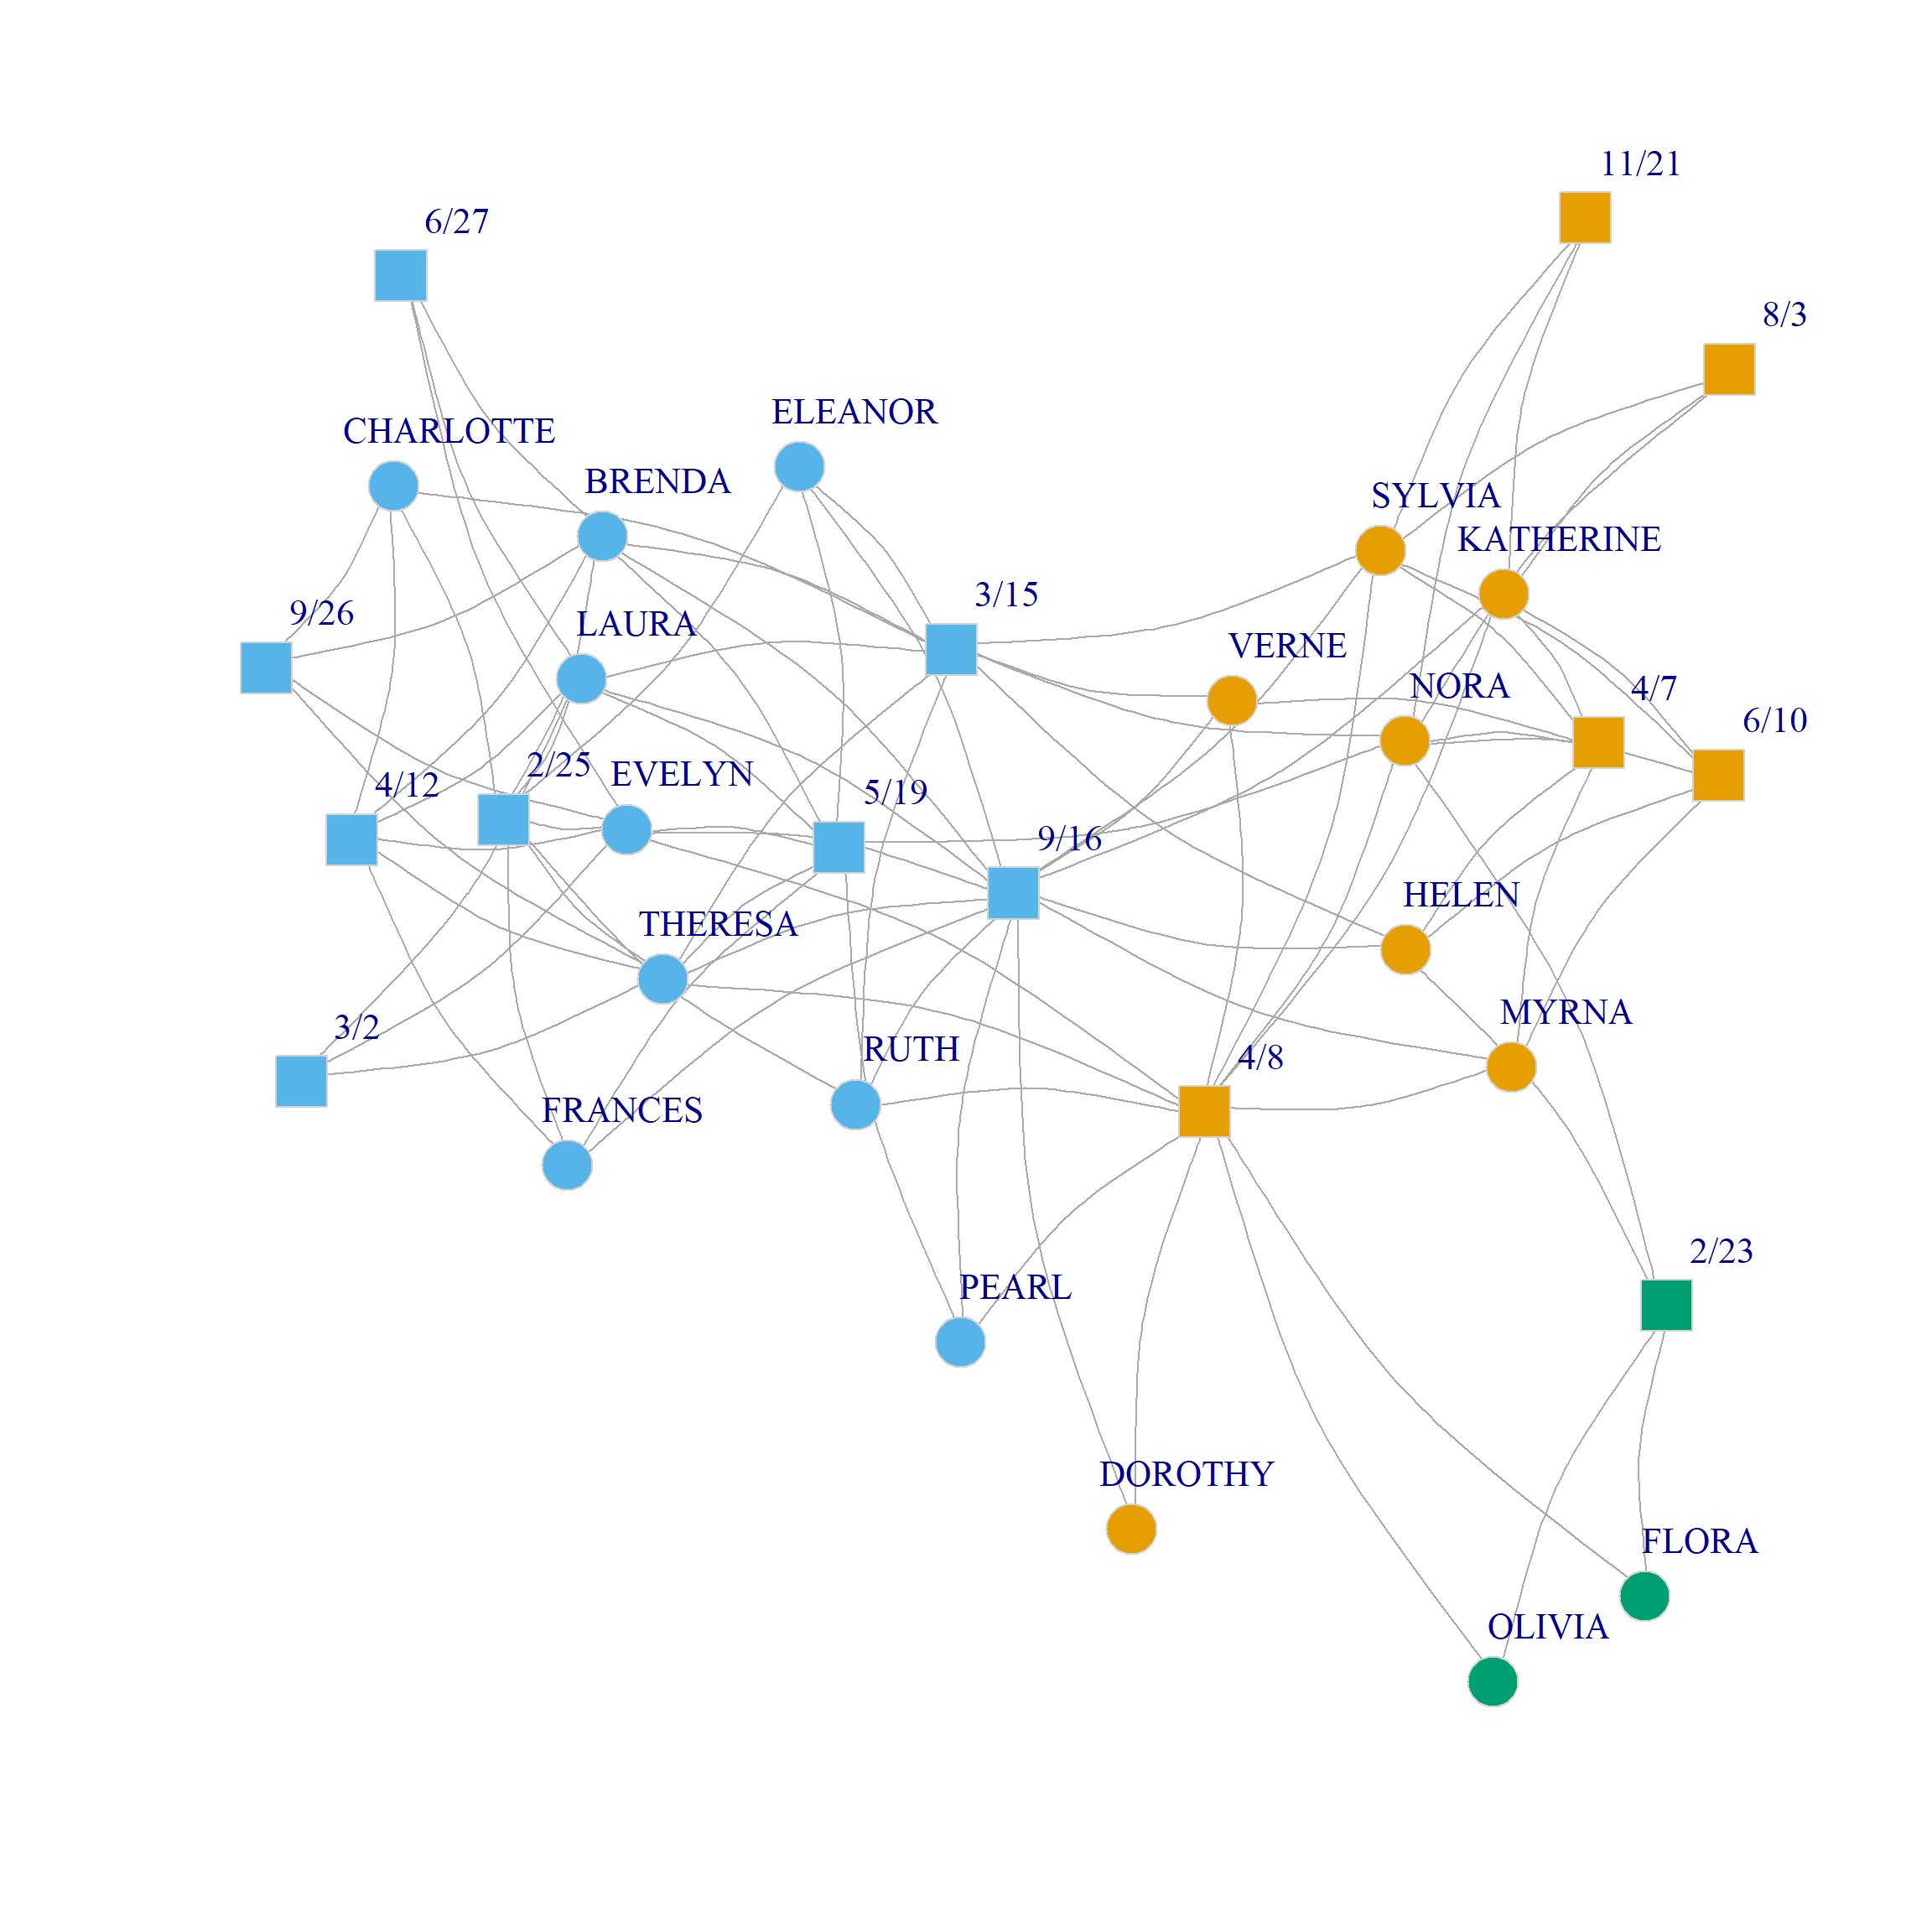 11/21
6/27
8/3
ELEANOR
CHARLOTTE
BRENDA
SYLVIA
KATHERINE
3/15
9/26
LAURA
VERNE
NORA
4/7
6/10
2/25
EVELYN
4/12
5/19
9/16
HELEN
THERESA
MYRNA
3/2
RUTH
4/8
FRANCES
2/23
PEARL
DOROTHY
FLORA
OLIVIA